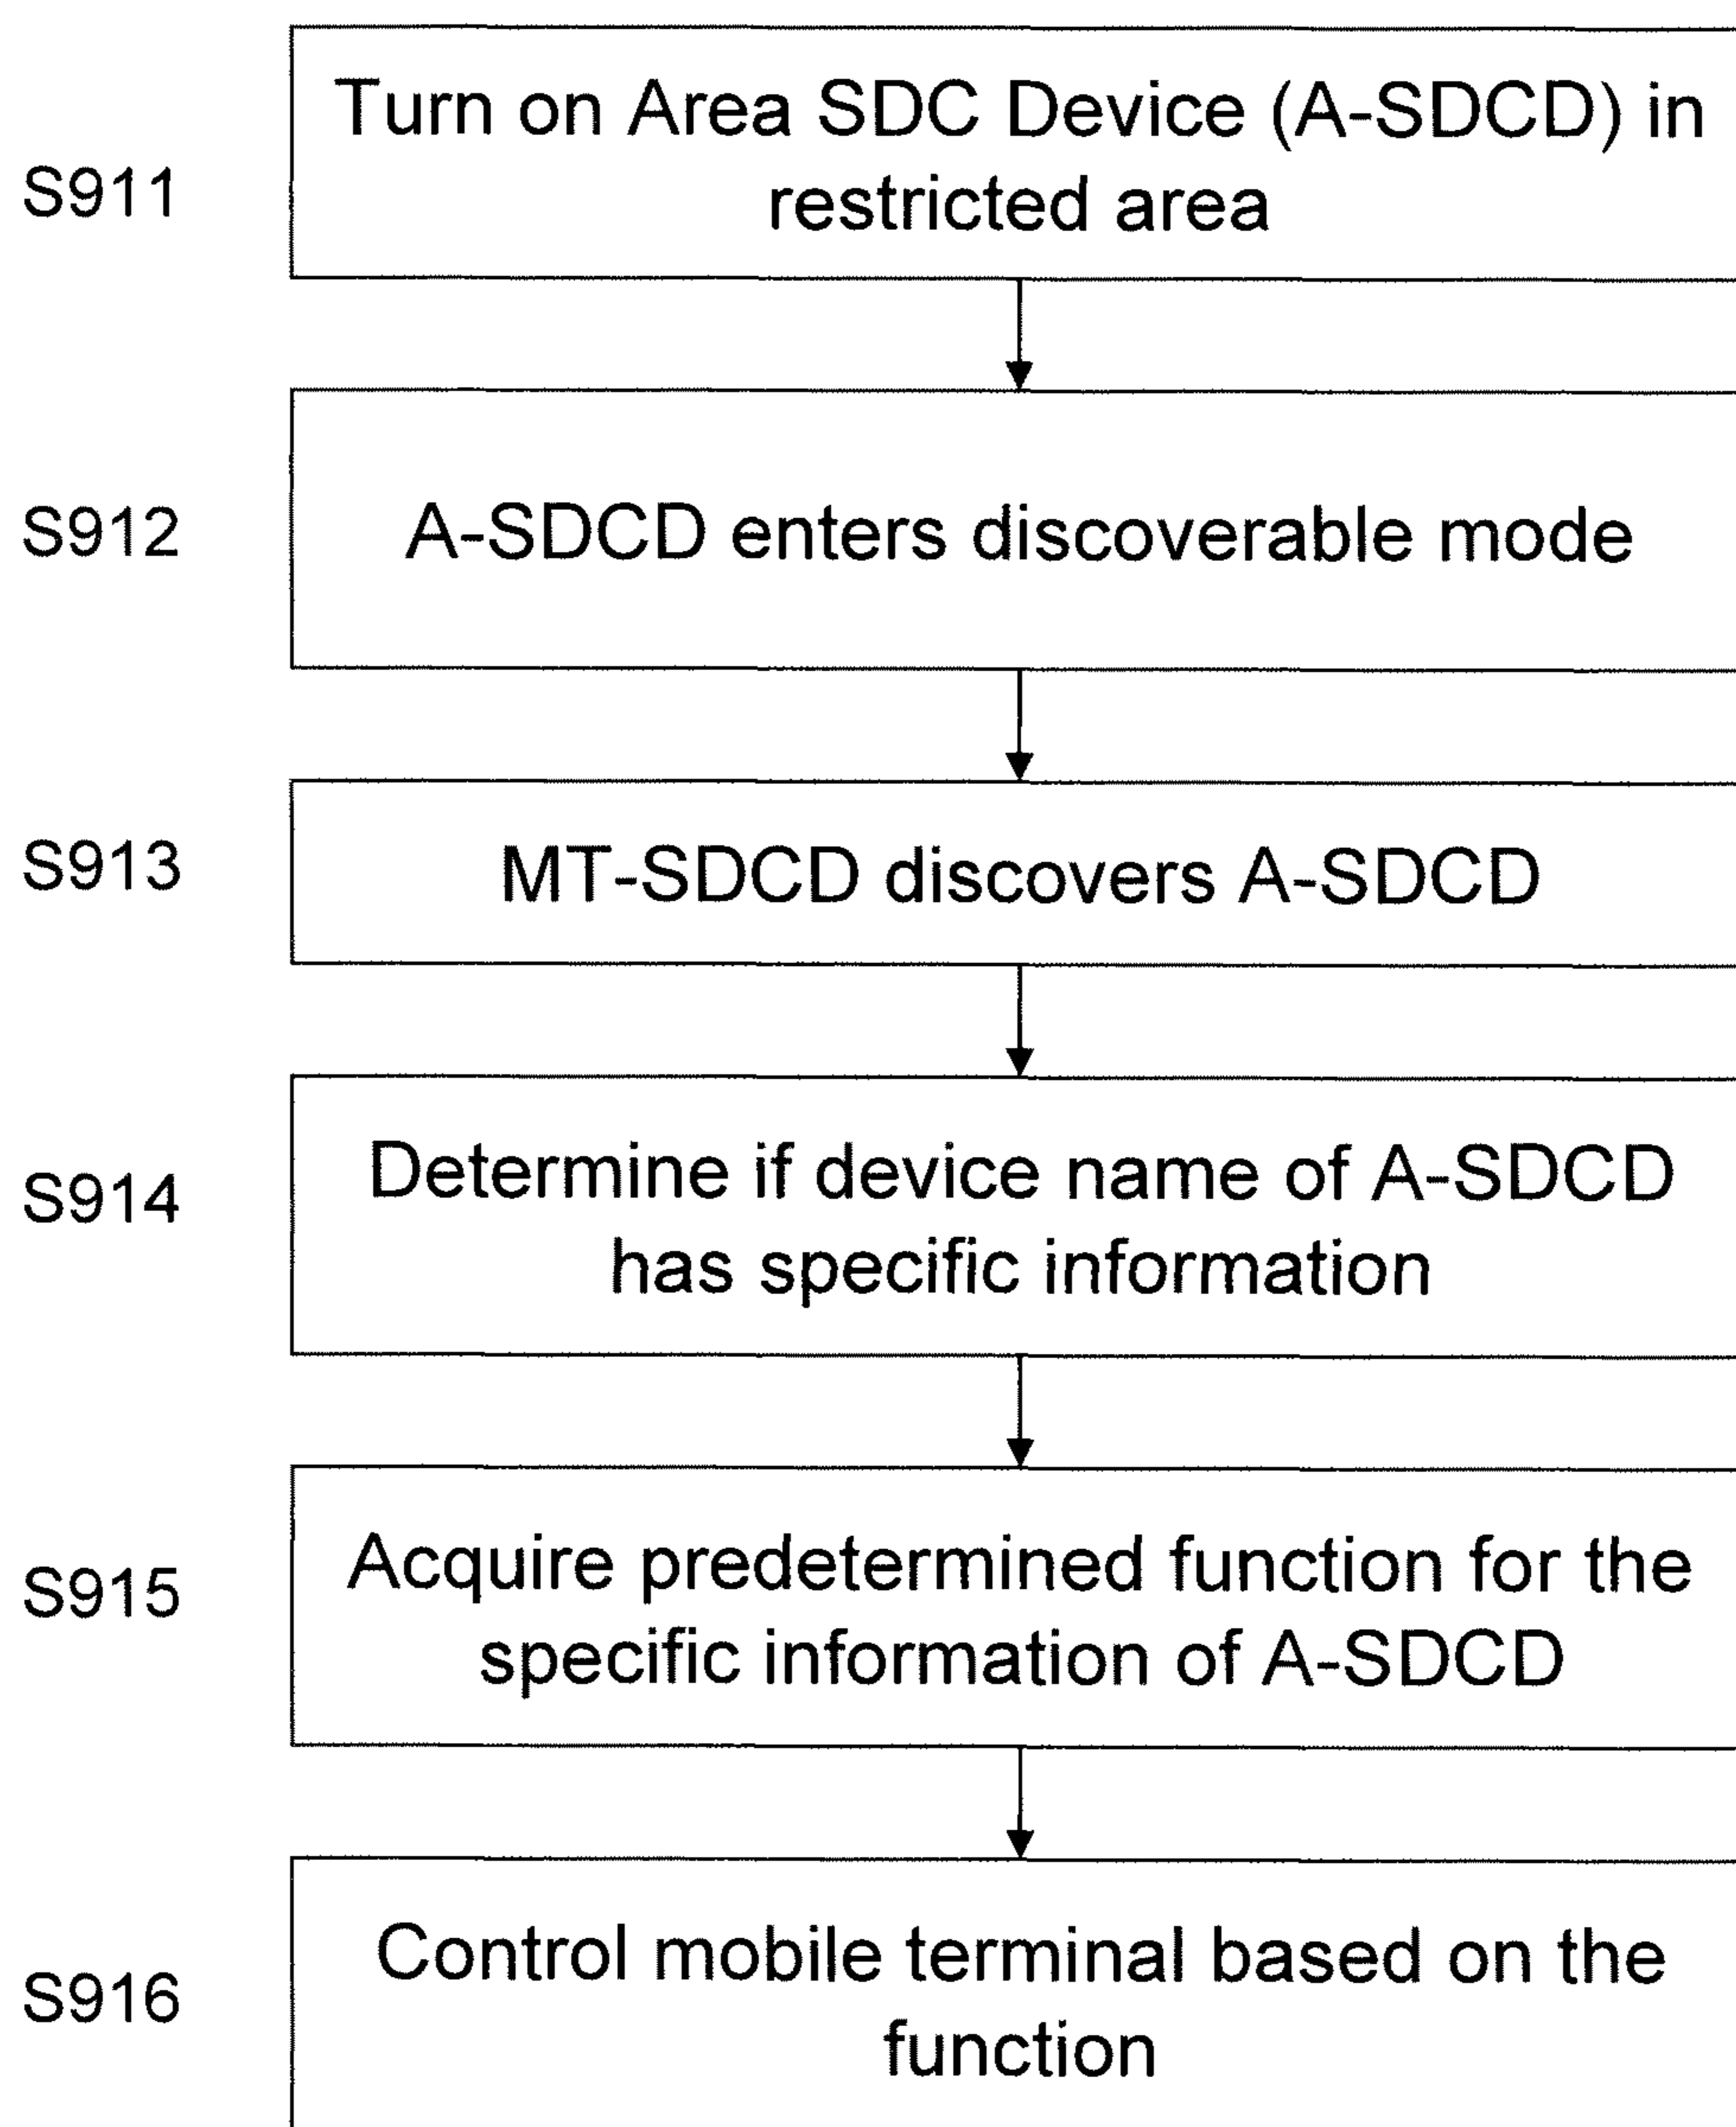 Turn on Area SDC Device (A-SDCD) in
S911
restricted area
S912
A-SDCD enters discoverable mode
S913
MT-SDCD discovers A-SDCD
Determine if device name of A-SDCD
S914
has specific information
Acquire predetermined function for the
S915
specific information of A-SDCD
Control mobile terminal based on the
S916
function